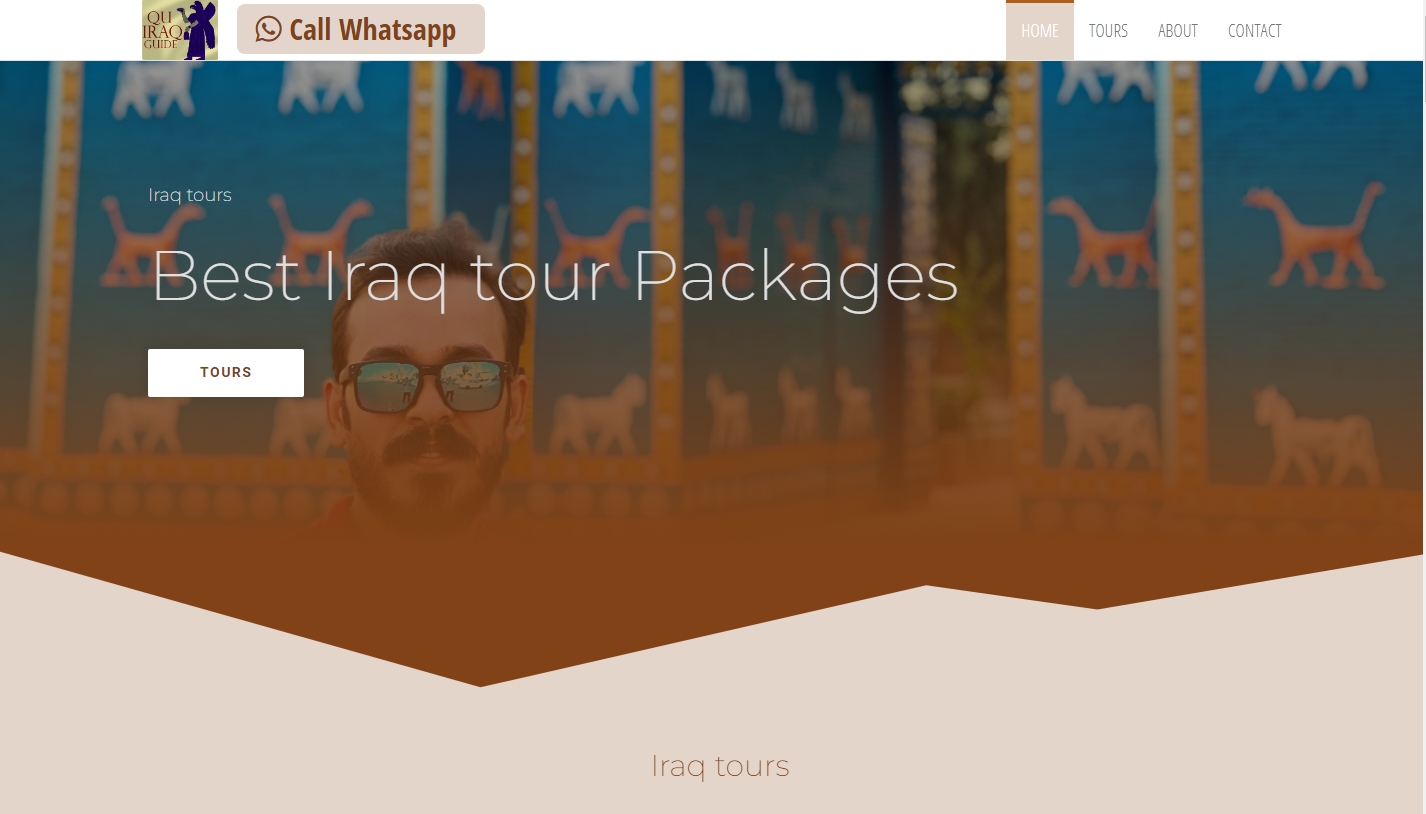 QU
IRAQ
GUIDE
Call Whatsapp
HOME
TOURS
ABOUT
CONTACT
Iraq tours
Best Iraq tour Packages
TOURS
Iraq tours